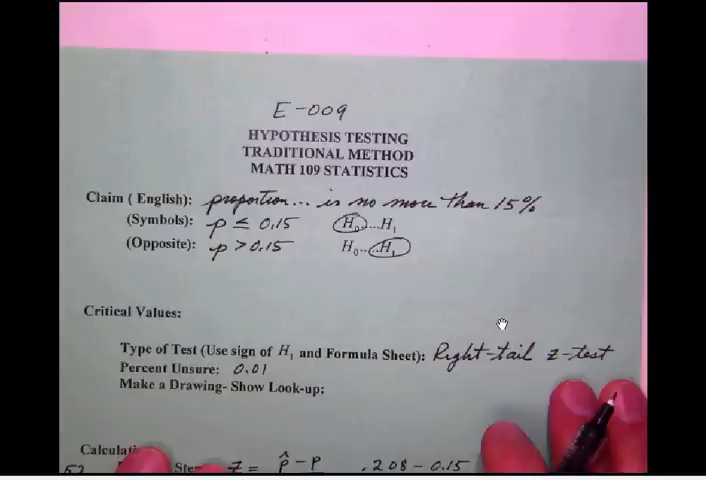 E-009
HYPOTHESIS TESTING
TRADITIONAL METHOD
MATH 109 STATISTICS
Claim ( English): proportion... is no more than 15%
(Symbols): p ≤ 0.15 H₀....H₁
(Opposite): p > 0.15 H₀....H₁
Critical Values:
Type of Test (Use sign of H₁ and Formula Sheet): Right-tail z-test
Percent Unsure: 0.01
Make a Drawing- Show Look-up:
z = p̂ - p .208 - 0.15